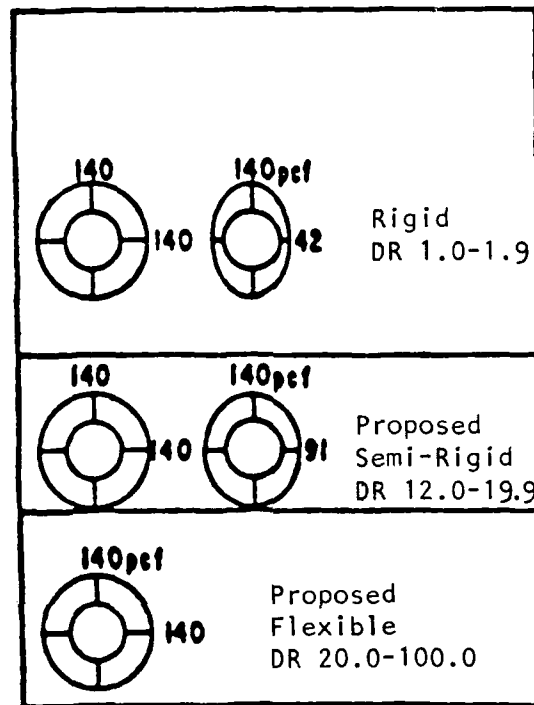 140 140pcf
140 42
Rigid
DR 1.0-1.9
140 140pcf
140 91
Proposed
Semi-Rigid
DR 12.0-19.9
140pcf
140
Proposed
Flexible
DR 20.0-100.0